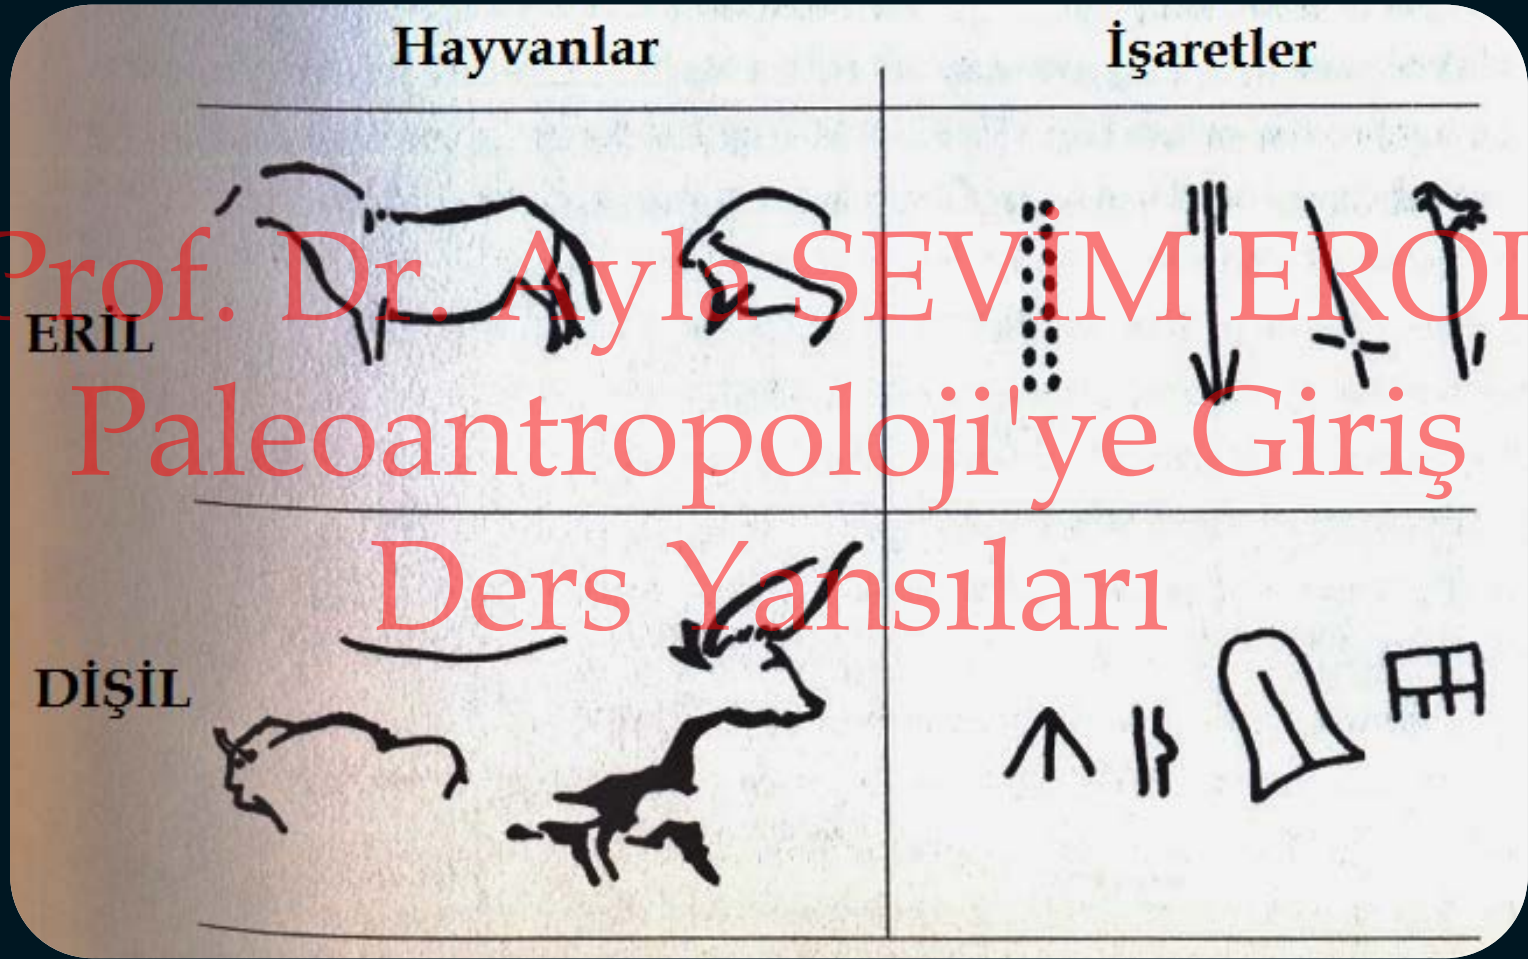 Hayvanlar
İşaretler
Prof. Dr. Ayla SEVİM EROL
ERİL
Paleoantropoloji'ye Giriş
Ders Yansıları
DİŞİL